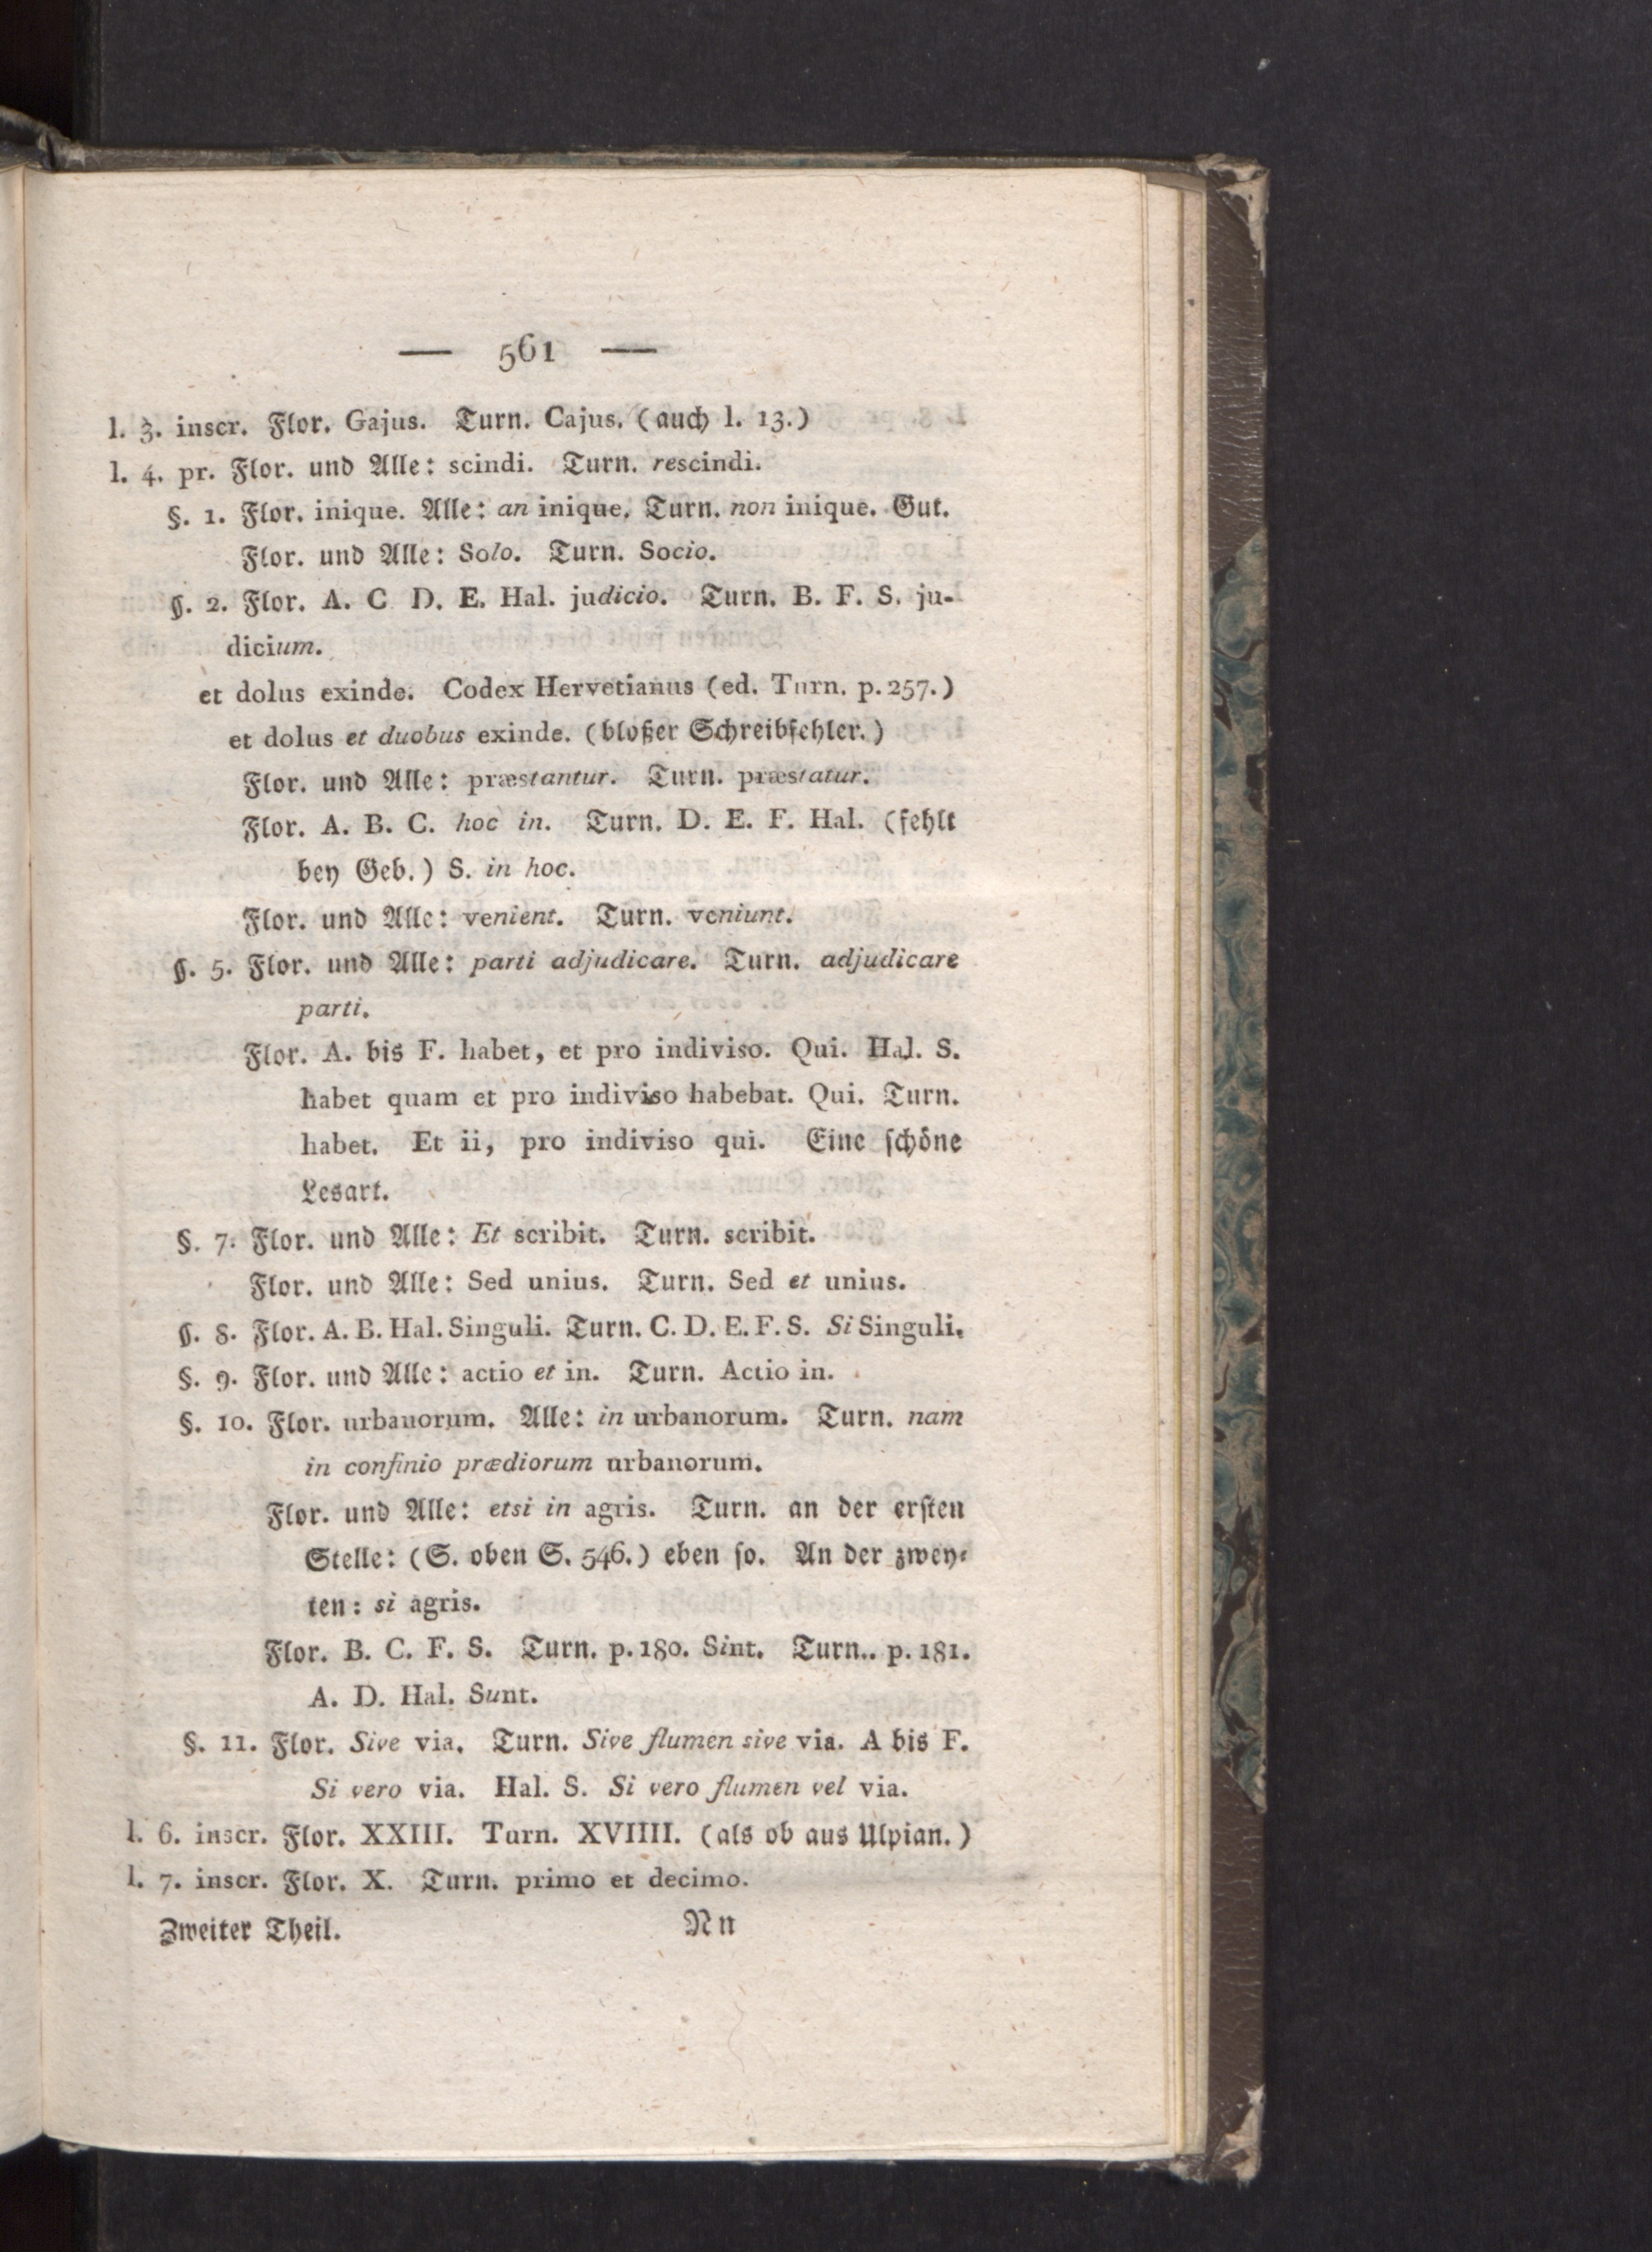 — 561 —
l. 3. inscr. Flor. Gajus. Turn. Cajus. (auch l. 13.)
l. 4. pr. Flor. und Alle: scindi. Turn. rescindi.
§. 1. Flor. inique. Alle: an inique. Turn. non inique. Gut.
Flor. und Alle: Solo. Turn. Socio.
§. 2. Flor. A. C D. E. Hal. judicio. Turn. B. F. S. ju-
dicium.
et dolus exinde. Codex Hervetianus (ed. Turn. p. 257.)
et dolus et duobus exinde. (bloßer Schreibfehler.)
Flor. und Alle: præstantur. Turn. præstatur.
Flor. A. B. C. hoc in. Turn. D. E. F. Hal. (fehlt
bey Geb.) S. in hoc.
Flor. und Alle: venient. Turn. veniunt.
§. 5. Flor. und Alle: parti adjudicare. Turn. adjudicare
parti.
Flor. A. bis F. habet, et pro indiviso. Qui. Hal. S.
habet quam et pro indiviso habebat. Qui. Turn.
habet. Et ii, pro indiviso qui. Eine schöne
Lesart.
§. 7. Flor. und Alle: Et scribit. Turn. scribit.
Flor. und Alle: Sed unius. Turn. Sed et unius.
§. 8. Flor. A. B. Hal. Singuli. Turn. C. D. E. F. S. Si Singuli.
§. 9. Flor. und Alle: actio et in. Turn. Actio in.
§. 10. Flor. urbanorum. Alle: in urbanorum. Turn. nam
in confinio prædiorum urbanorum.
Flor. und Alle: etsi in agris. Turn. an der ersten
Stelle: (S. oben S. 546.) eben so. An der zwey-
ten: si agris.
Flor. B. C. F. S. Turn. p. 180. Sint. Turn.. p. 181.
A. D. Hal. Sunt.
§. 11. Flor. Sive via. Turn. Sive flumen sive via. A bis F.
Si vero via. Hal. S. Si vero flumen vel via.
l. 6. inscr. Flor. XXIII. Turn. XVIIII. (als ob aus Ulpian.)
l. 7. inscr. Flor. X. Turn. primo et decimo.
Zweiter Theil. Nn